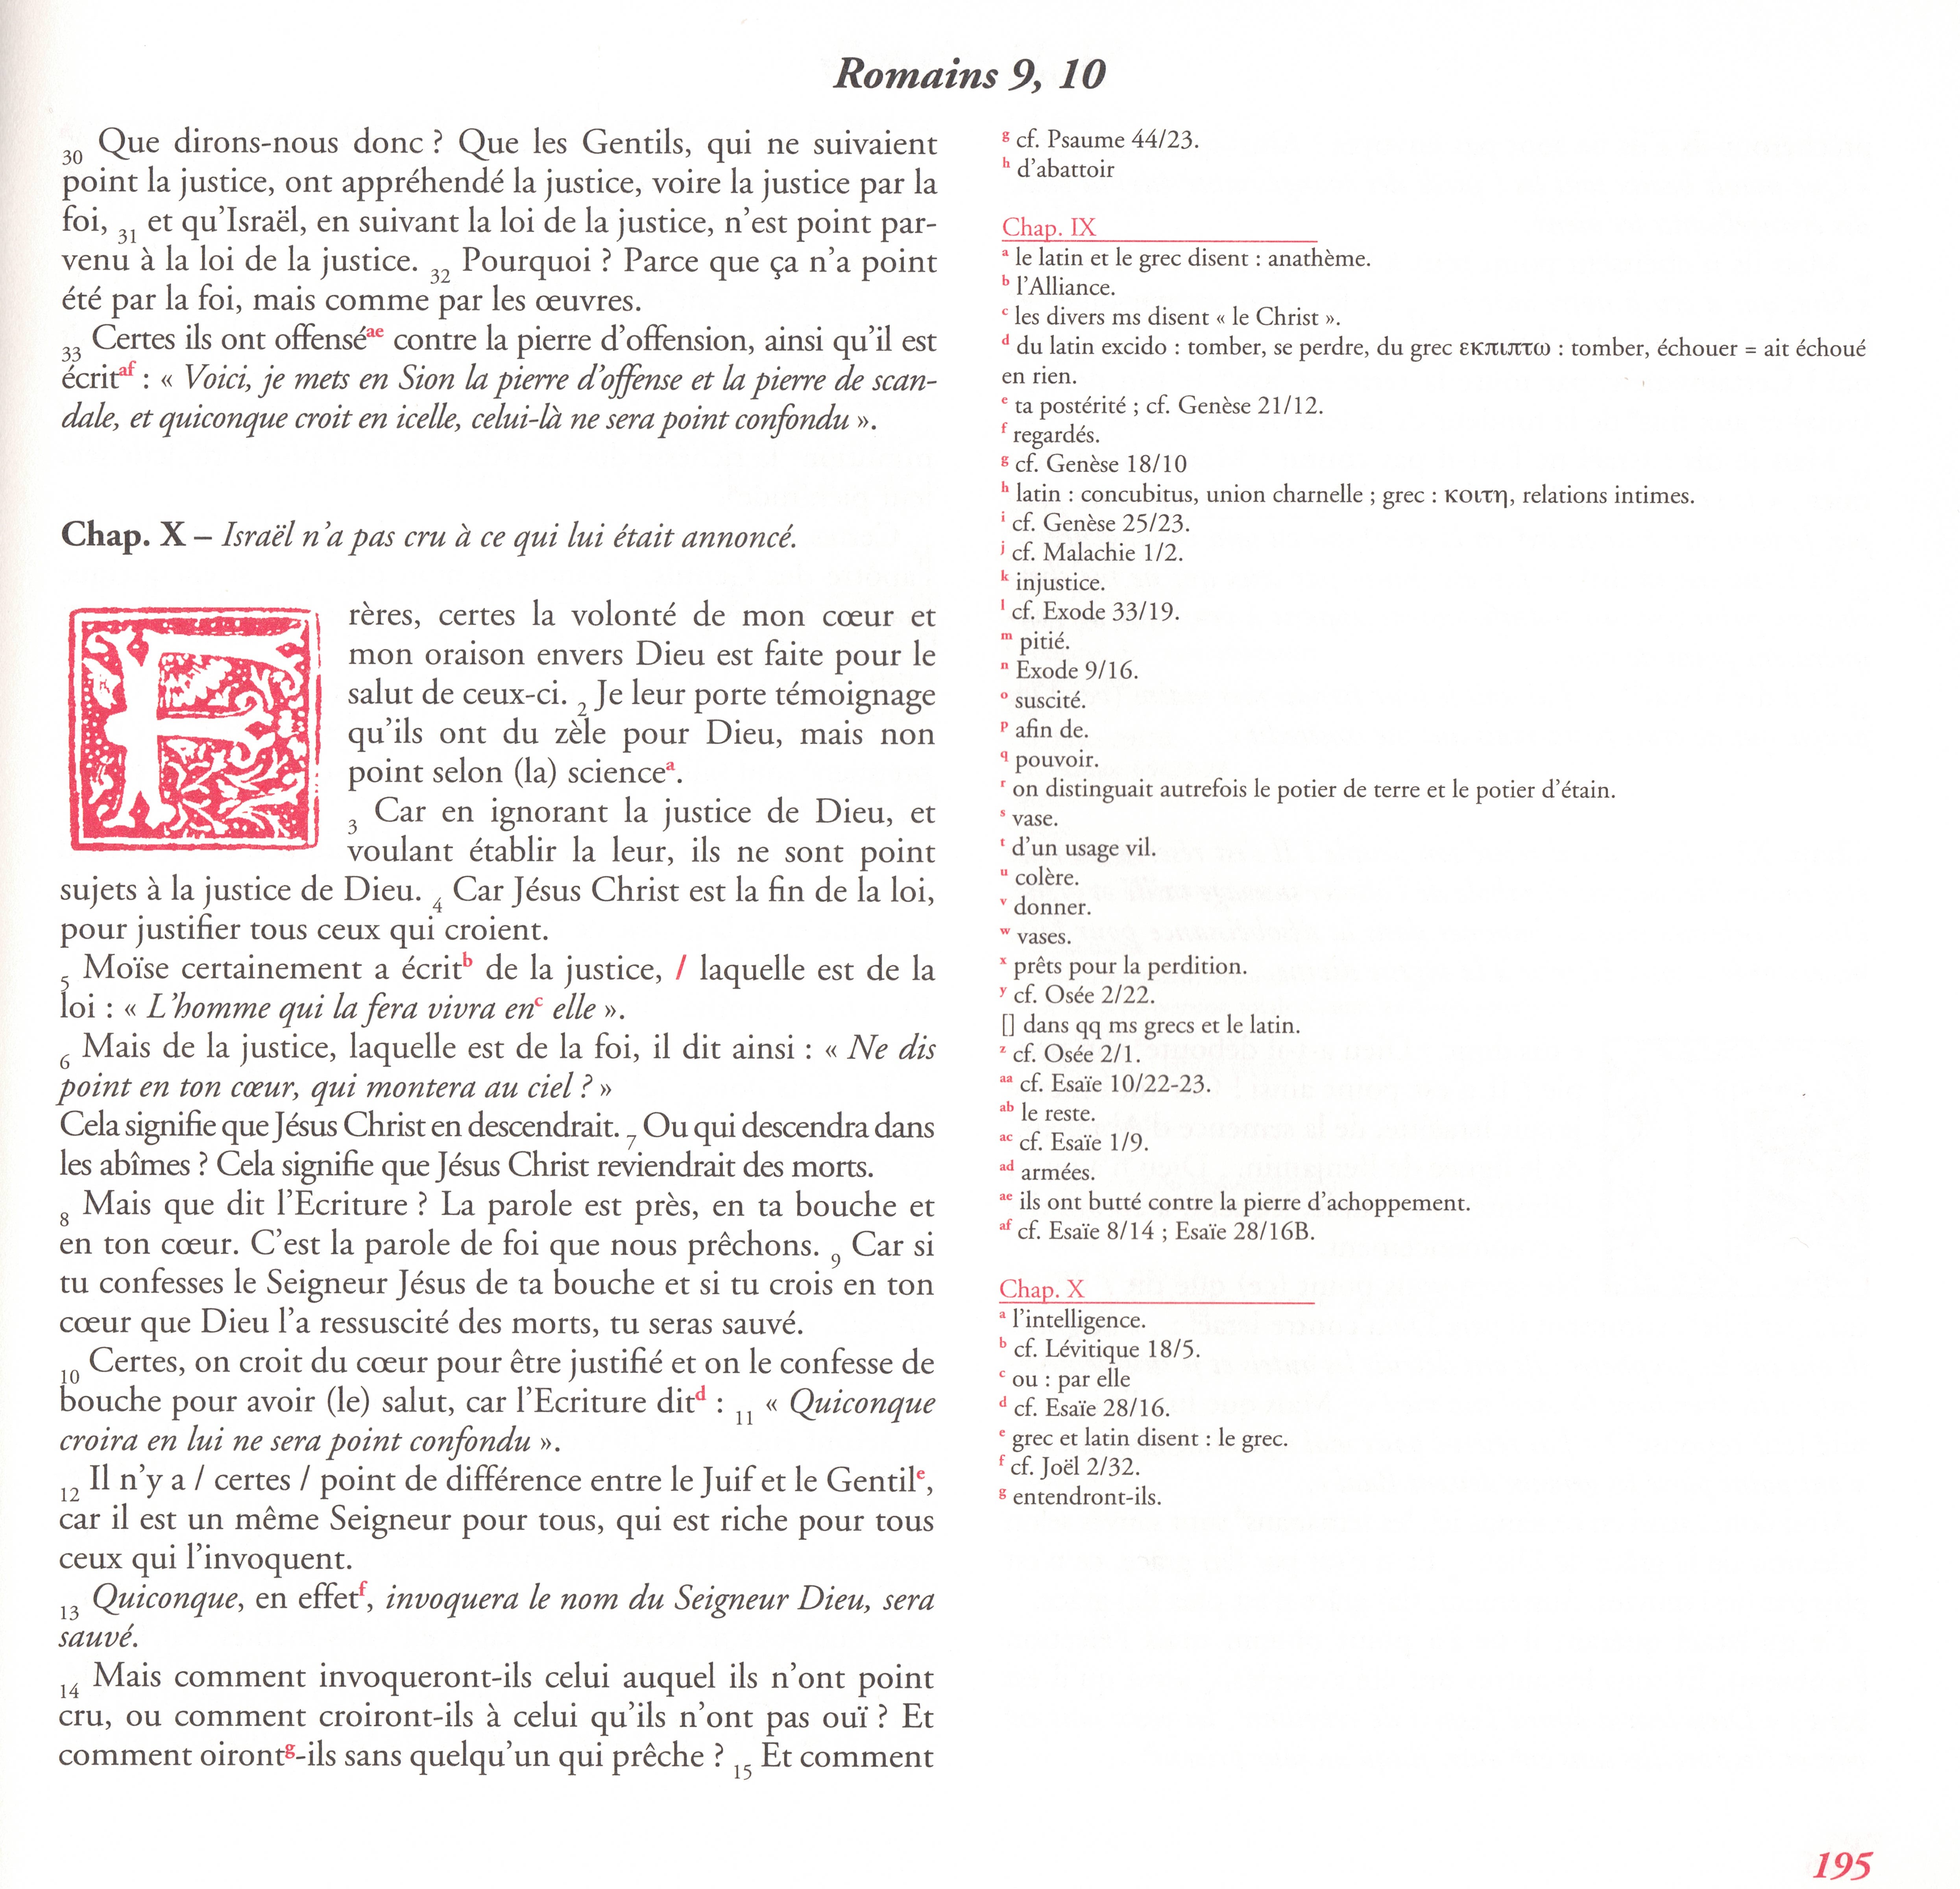 Romains 9, 10
30 Que dirons-nous donc ? Que les Gentils, qui ne suivaient
point la justice, ont appréhendé la justice, voire la justice par la
foi, 31 et qu'Israël, en suivant la loi de la justice, n'est point par-
venu à la loi de la justice. 32 Pourquoi ? Parce que ça n'a point
été par la foi, mais comme par les œuvres.
33 Certes ils ont offensé ae contre la pierre d'offension, ainsi qu'il est
écrit af : « Voici, je mets en Sion la pierre d'offense et la pierre de scan-
dale, et quiconque croit en icelle, celui-là ne sera point confondu ».
Chap. X – Israël n'a pas cru à ce qui lui était annoncé.
F
rères, certes la volonté de mon cœur et
mon oraison envers Dieu est faite pour le
salut de ceux-ci. 2 Je leur porte témoignage
qu'ils ont du zèle pour Dieu, mais non
point selon (la) science a.
3 Car en ignorant la justice de Dieu, et
voulant établir la leur, ils ne sont point
sujets à la justice de Dieu. 4 Car Jésus Christ est la fin de la loi,
pour justifier tous ceux qui croient.
5 Moïse certainement a écrit b de la justice, / laquelle est de la
loi : « L'homme qui la fera vivra en c elle ».
6 Mais de la justice, laquelle est de la foi, il dit ainsi : « Ne dis
point en ton cœur, qui montera au ciel ? »
Cela signifie que Jésus Christ en descendrait. 7 Ou qui descendra dans
les abîmes ? Cela signifie que Jésus Christ reviendrait des morts.
8 Mais que dit l'Ecriture ? La parole est près, en ta bouche et
en ton cœur. C'est la parole de foi que nous prêchons. 9 Car si
tu confesses le Seigneur Jésus de ta bouche et si tu crois en ton
cœur que Dieu l'a ressuscité des morts, tu seras sauvé.
10 Certes, on croit du cœur pour être justifié et on le confesse de
bouche pour avoir (le) salut, car l'Ecriture dit d : 11 « Quiconque
croira en lui ne sera point confondu ».
12 Il n'y a / certes / point de différence entre le Juif et le Gentil e,
car il est un même Seigneur pour tous, qui est riche pour tous
ceux qui l'invoquent.
13 Quiconque, en effet f, invoquera le nom du Seigneur Dieu, sera
sauvé.
14 Mais comment invoqueront-ils celui auquel ils n'ont point
cru, ou comment croiront-ils à celui qu'ils n'ont pas ouï ? Et
comment oiront g-ils sans quelqu'un qui prêche ? 15 Et comment
g cf. Psaume 44/23.
h d'abattoir
Chap. IX
a le latin et le grec disent : anathème.
b l'Alliance.
c les divers ms disent « le Christ ».
d du latin excido : tomber, se perdre, du grec εκπιπτω : tomber, échouer = ait échoué
en rien.
e ta postérité ; cf. Genèse 21/12.
f regardés.
g cf. Genèse 18/10
h latin : concubitus, union charnelle ; grec : κοιτη, relations intimes.
i cf. Genèse 25/23.
j cf. Malachie 1/2.
k injustice.
l cf. Exode 33/19.
m pitié.
n Exode 9/16.
o suscité.
p afin de.
q pouvoir.
r on distinguait autrefois le potier de terre et le potier d'étain.
s vase.
t d'un usage vil.
u colère.
v donner.
w vases.
x prêts pour la perdition.
y cf. Osée 2/22.
[] dans qq ms grecs et le latin.
z cf. Osée 2/1.
aa cf. Esaïe 10/22-23.
ab le reste.
ac cf. Esaïe 1/9.
ad armées.
ae ils ont butté contre la pierre d'achoppement.
af cf. Esaïe 8/14 ; Esaïe 28/16B.
Chap. X
a l'intelligence.
b cf. Lévitique 18/5.
c ou : par elle
d cf. Esaïe 28/16.
e grec et latin disent : le grec.
f cf. Joël 2/32.
g entendront-ils.
195